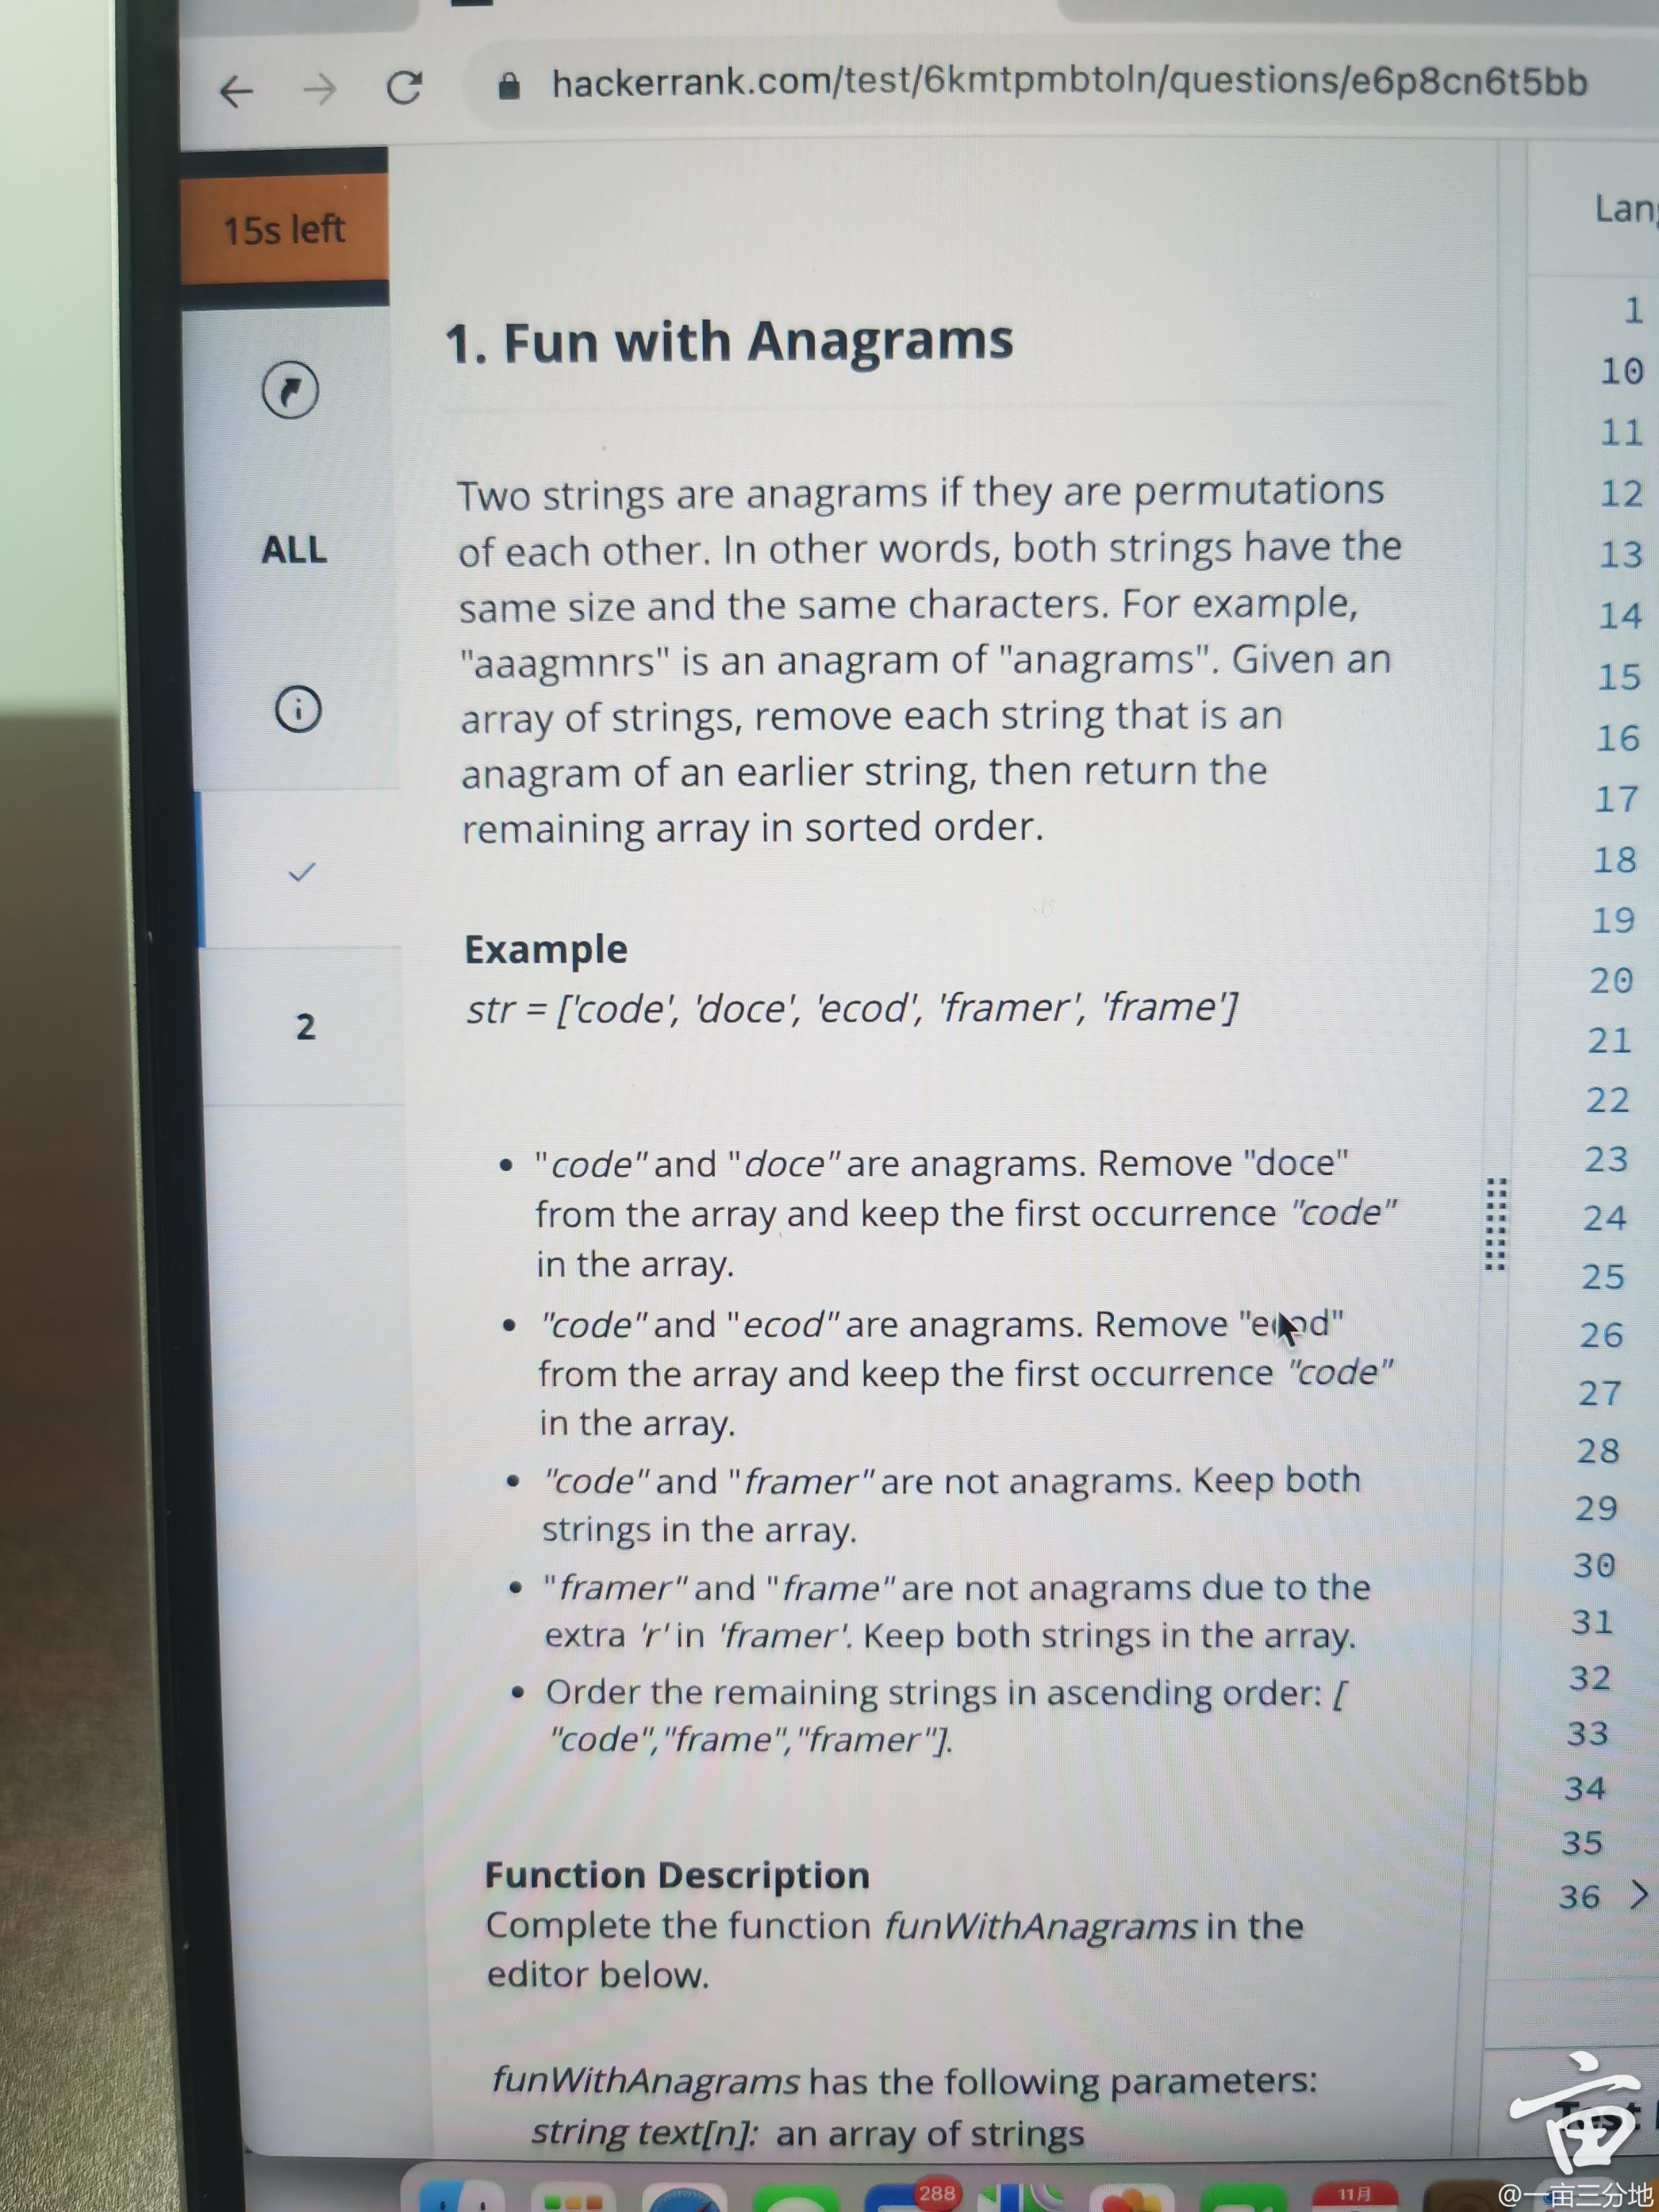 hackerrank.com/test/6kmtpmbtoln/questions/e6p8cn6t5bb
15s left
ALL
2
1. Fun with Anagrams
Two strings are anagrams if they are permutations
of each other. In other words, both strings have the
same size and the same characters. For example,
"aaagmnrs" is an anagram of "anagrams". Given an
array of strings, remove each string that is an
anagram of an earlier string, then return the
remaining array in sorted order.
Example
str = ['code', 'doce', 'ecod', 'framer', 'frame']
• "code" and "doce" are anagrams. Remove "doce"
from the array and keep the first occurrence "code"
in the array.
• "code" and "ecod" are anagrams. Remove "ecod"
from the array and keep the first occurrence "code"
in the array.
• "code" and "framer" are not anagrams. Keep both
strings in the array.
• "framer" and "frame" are not anagrams due to the
extra 'r' in 'framer'. Keep both strings in the array.
• Order the remaining strings in ascending order: [
"code","frame","framer"].
Function Description
Complete the function funWithAnagrams in the
editor below.
funWithAnagrams has the following parameters:
string text[n]: an array of strings
1
10
11
12
13
14
15
16
17
18
19
20
21
22
23
24
25
26
27
28
29
30
31
32
33
34
35
36
Test
288
11月
@一亩三分地